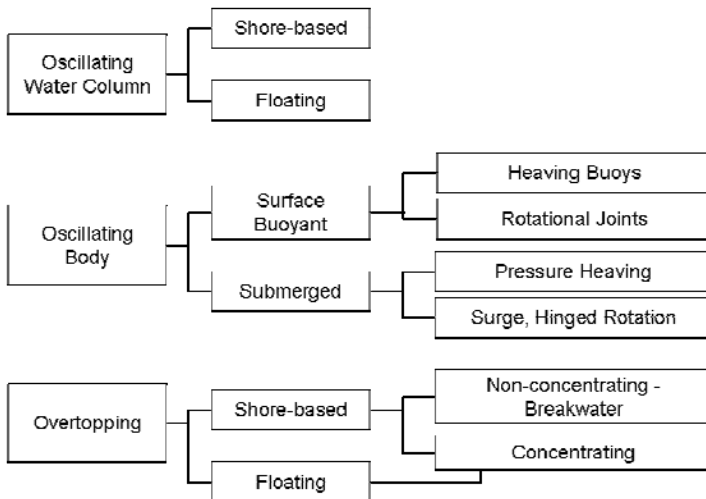 Oscillating
Water Column
Shore-based
Floating
Oscillating
Body
Surface
Buoyant
Heaving Buoys
Rotational Joints
Submerged
Pressure Heaving
Surge, Hinged Rotation
Overtopping
Shore-based
Non-concentrating -
Breakwater
Concentrating
Floating